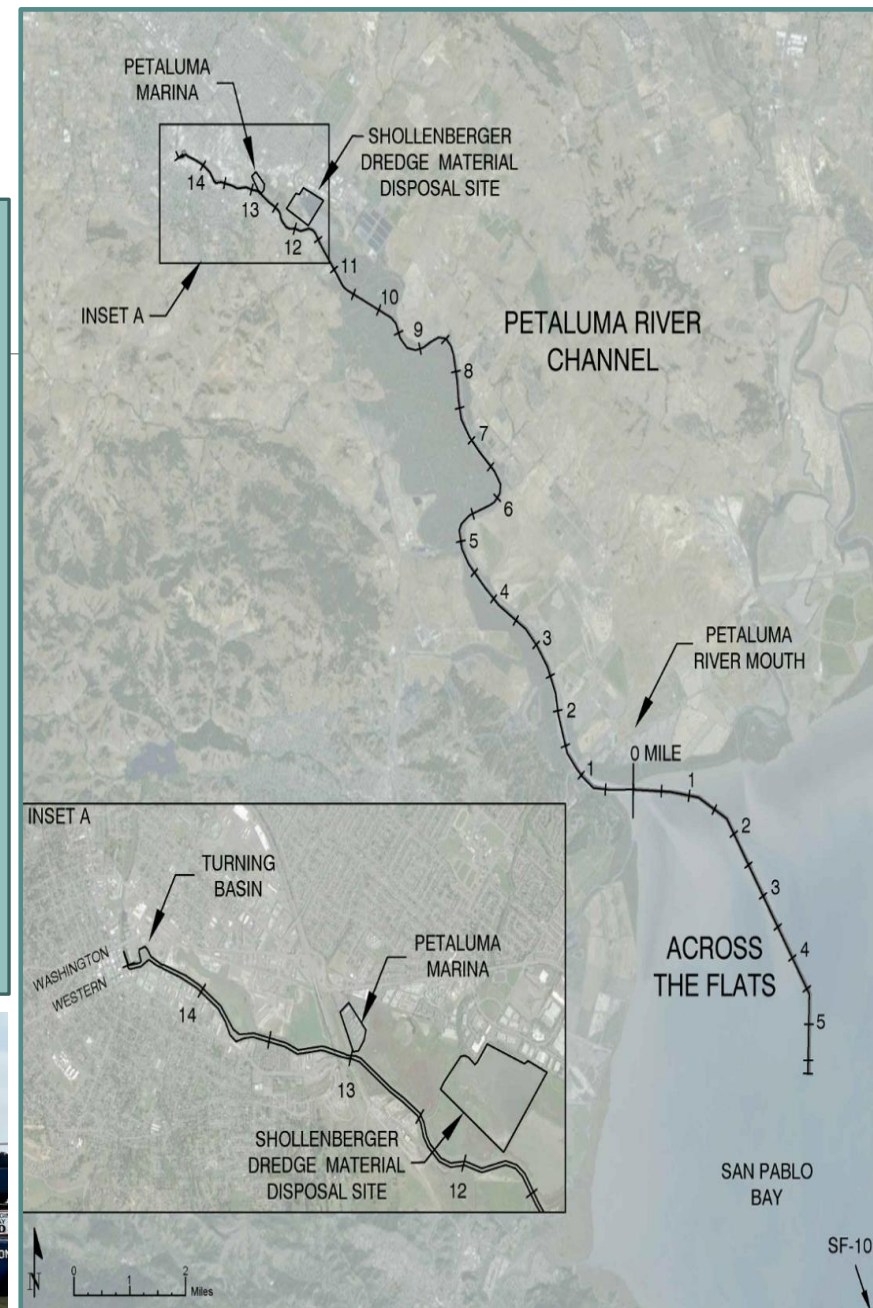 PETALUMA
MARINA
SHOLLENBERGER
DREDGE MATERIAL
DISPOSAL SITE
14
13
12
11
INSET A
10
9
PETALUMA RIVER
CHANNEL
8
7
6
5
4
3
PETALUMA
RIVER MOUTH
2
0 MILE
1
1
2
3
4
ACROSS
THE FLATS
5
SAN PABLO
BAY
SF-10
INSET A
TURNING
BASIN
WASHINGTON
WESTERN
PETALUMA
MARINA
14
13
SHOLLENBERGER
DREDGE MATERIAL
DISPOSAL SITE
12
N
0 1 2
Miles